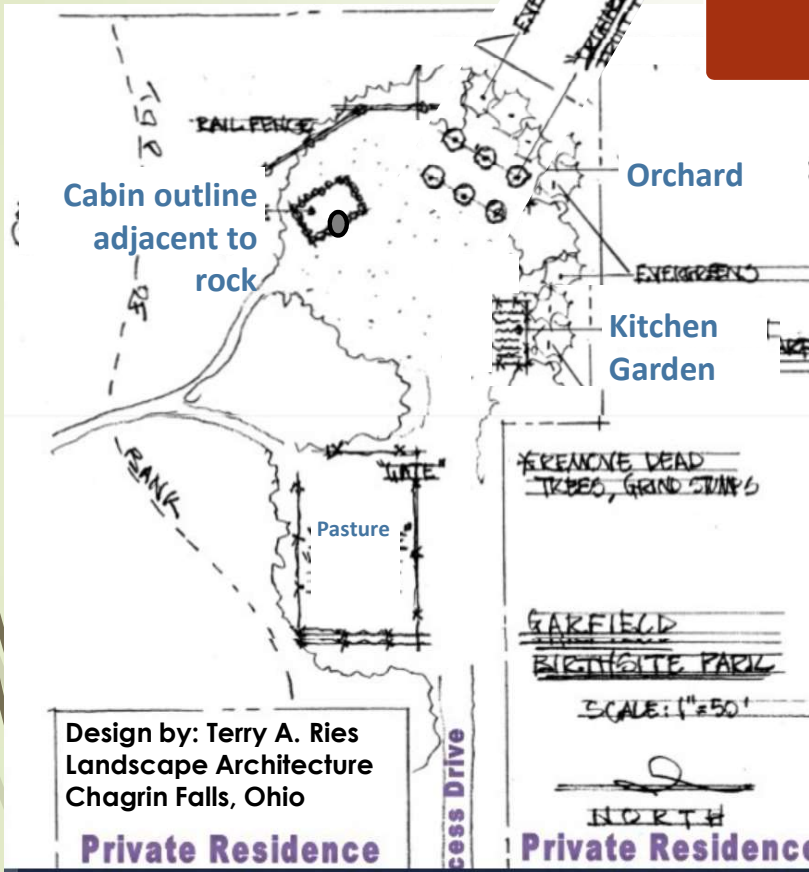 RAIL FENCE
Cabin outline
adjacent to
rock
Orchard
EVERGREENS
Kitchen
Garden
BANK
"GATE"
Pasture
*REMOVE DEAD
TREES, GRIND STUMPS
GARFIELD
BIRTHSITE PARK
SCALE: 1"=50'
NORTH
Design by: Terry A. Ries
Landscape Architecture
Chagrin Falls, Ohio
Private Residence
cess Drive
Private Residence